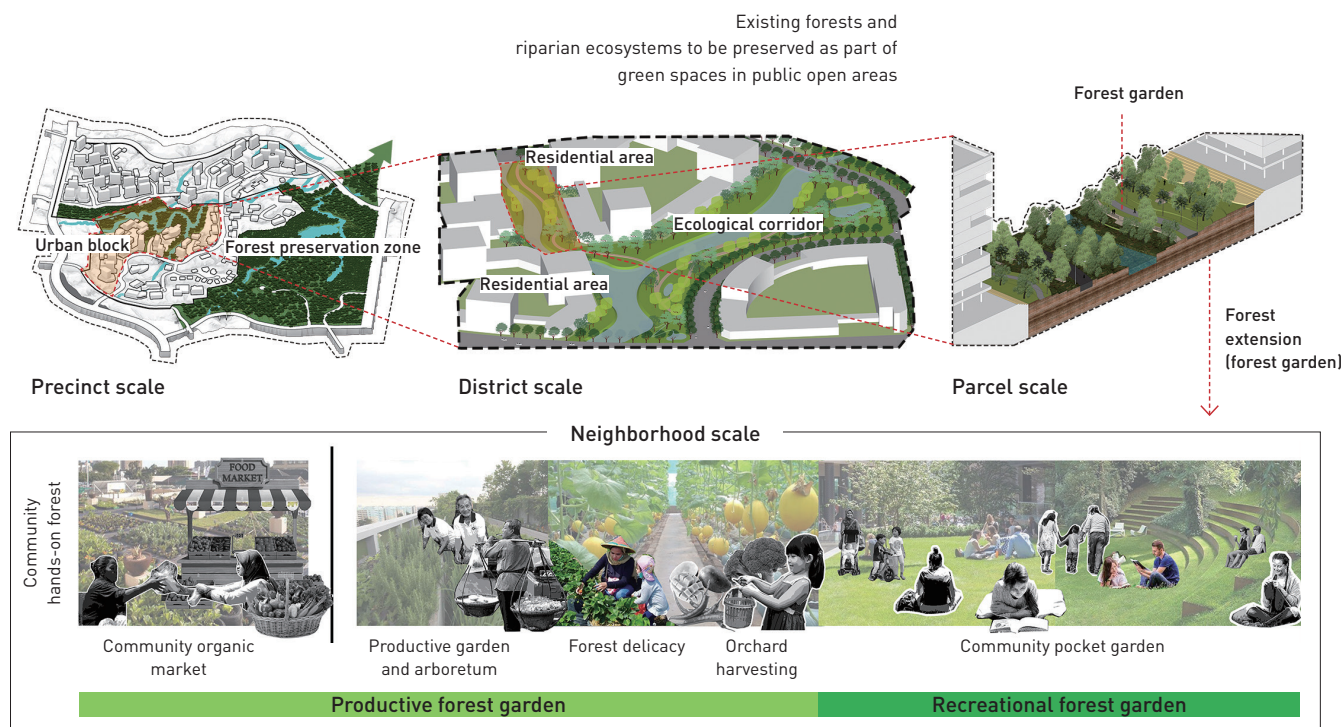 Existing forests and
riparian ecosystems to be preserved as part of
green spaces in public open areas
Forest garden
Residential area
Urban block
Forest preservation zone
Ecological corridor
Residential area
Forest
extension
(forest garden)
Precinct scale
District scale
Parcel scale
Neighborhood scale
Community
hands-on forest
FOOD
MARKET
Community organic
market
Productive garden
and arboretum
Forest delicacy
Orchard
harvesting
Community pocket garden
Productive forest garden
Recreational forest garden